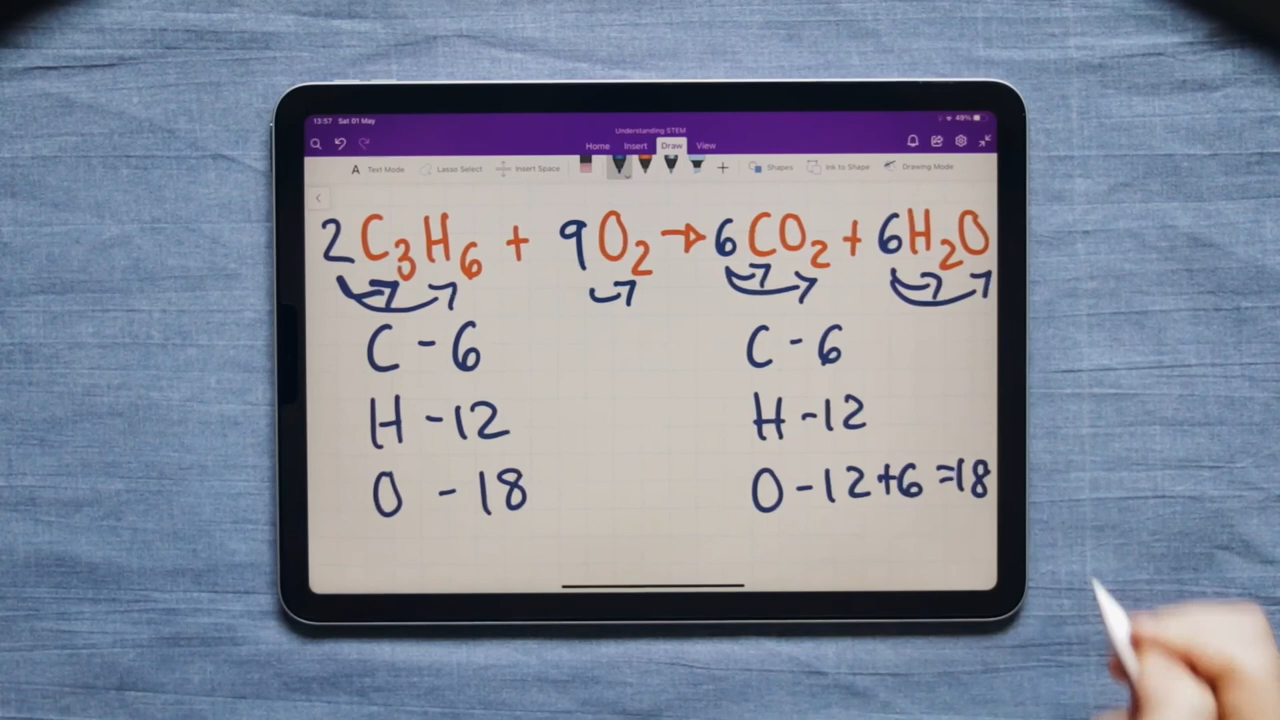 13:57 Sat 01 May
48%
Understanding STEM
Home Insert Draw View
A Text Mode Lasso Select Insert Space Shapes Ink to Shape Drawing Mode
2C₃H₆ + 9O₂ → 6CO₂ + 6H₂O
C - 6 C - 6
H - 12 H - 12
O - 18 O - 12 + 6 = 18